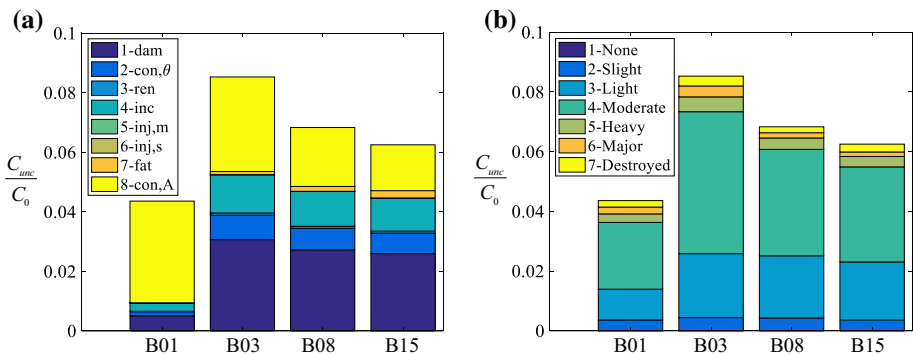 (a)
0.1
0.08
0.06
0.04
0.02
0
C_unc
C_0
1-dam
2-con,θ
3-ren
4-inc
5-inj,m
6-inj,s
7-fat
8-con,A
B01 B03 B08 B15
(b)
0.1
0.08
0.06
0.04
0.02
0
C_unc
C_0
1-None
2-Slight
3-Light
4-Moderate
5-Heavy
6-Major
7-Destroyed
B01 B03 B08 B15